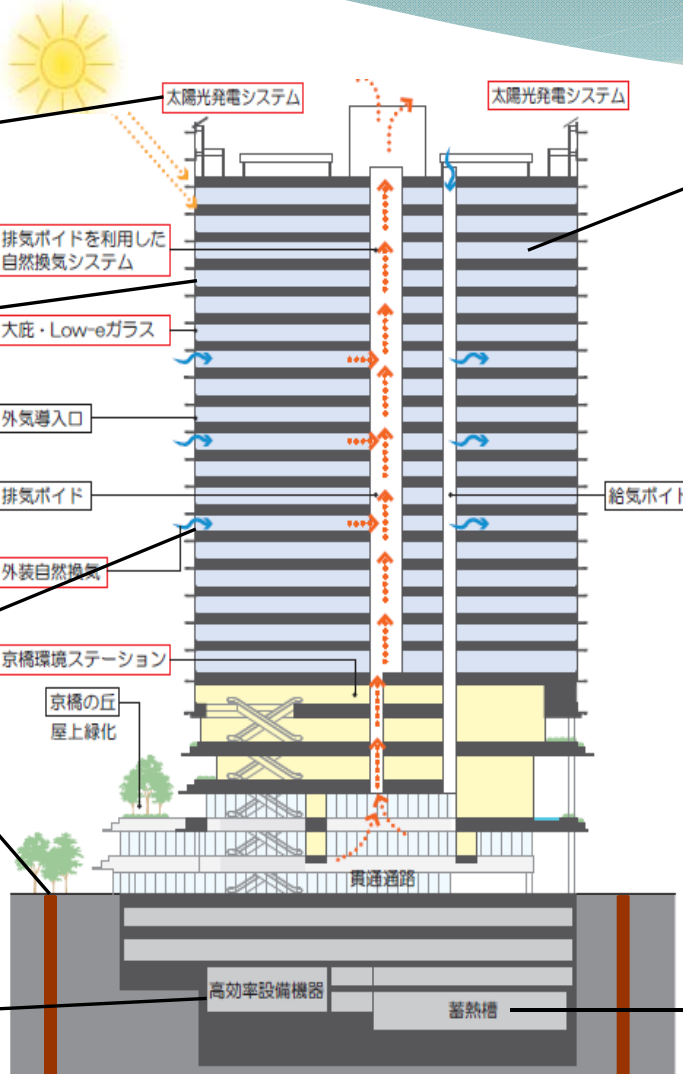 太陽光発電システム
太陽光発電システム
排気ボイドを利用した
自然換気システム
大庇・Low-eガラス
外気導入口
排気ボイド
給気ボイド
外装自然換気
京橋環境ステーション
京橋の丘
屋上緑化
貫通通路
高効率設備機器
蓄熱槽